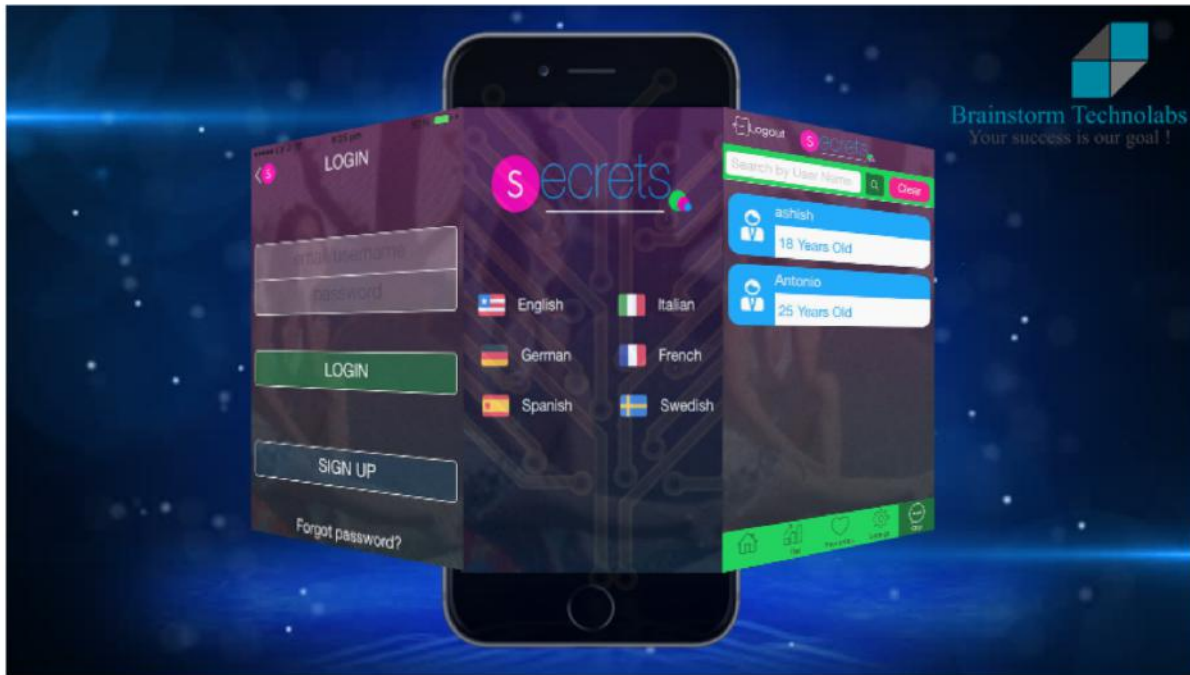 Brainstorm Technolabs
Your success is our goal !
LOGIN
S
email/username
password
LOGIN
SIGN UP
Forgot password?
Secrets
English
Italian
German
French
Spanish
Swedish
Logout
Secrets
Search by User Name
Clear
ashish
18 Years Old
Antonio
25 Years Old